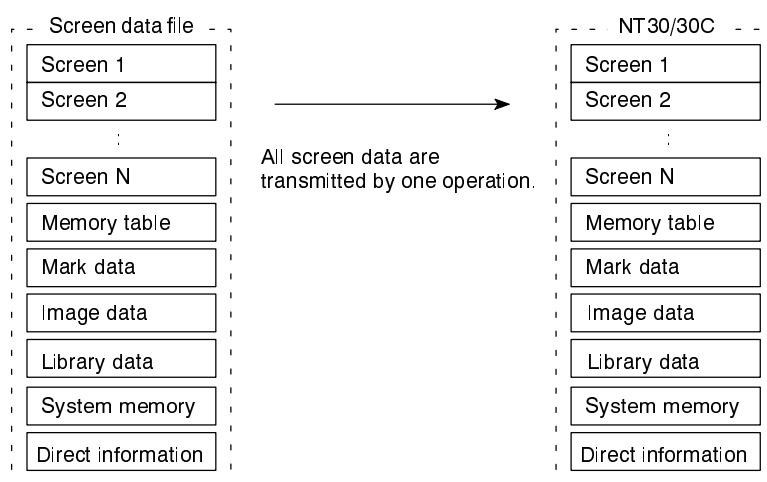 Screen data file
Screen 1
Screen 2
:
Screen N
Memory table
Mark data
Image data
Library data
System memory
Direct information
All screen data are
transmitted by one operation.
NT30/30C
Screen 1
Screen 2
:
Screen N
Memory table
Mark data
Image data
Library data
System memory
Direct information